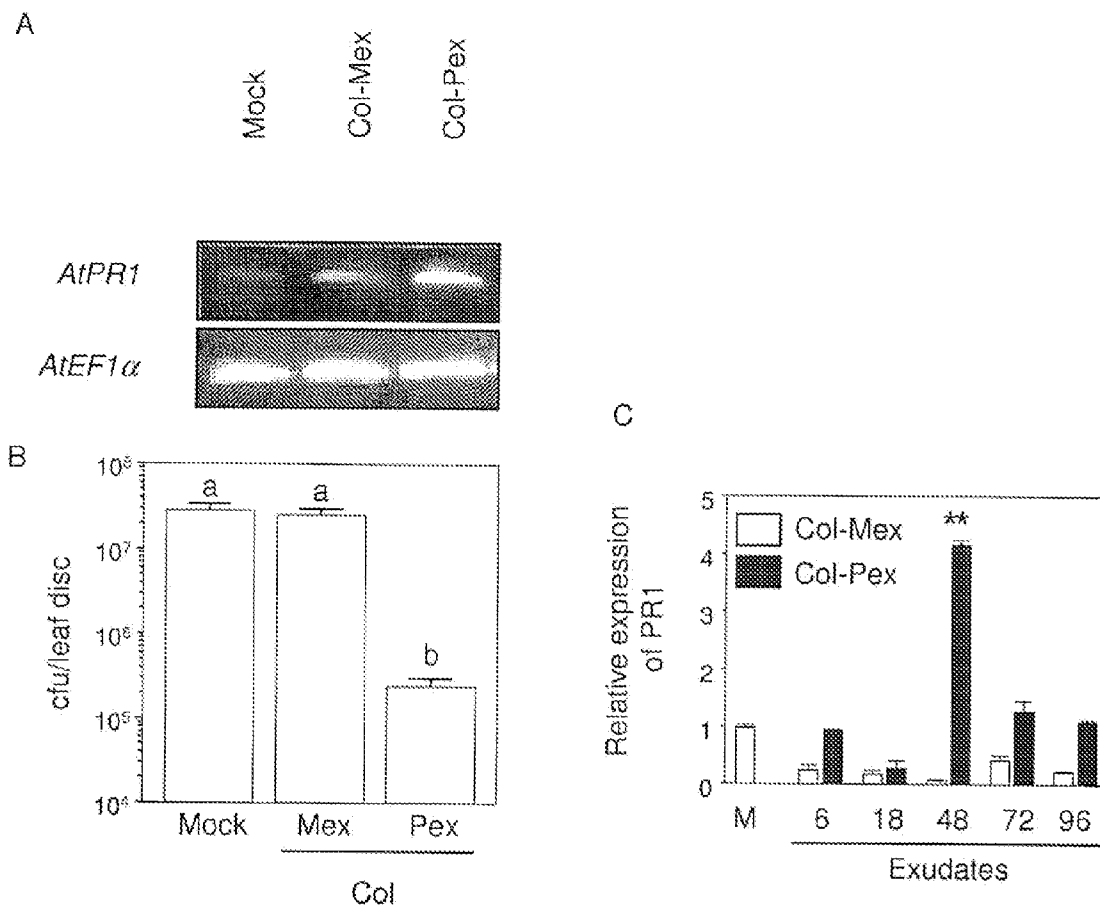 A
Mock
Col-Mex
Col-Pex
AtPR1
AtEF1α
B
cfu/leaf disc
10⁸
10⁷
10⁶
10⁵
10⁴
a
a
b
Mock
Mex
Pex
Col
C
Relative expression
of PR1
5
4
3
2
1
0
Col-Mex
Col-Pex
**
M
6
18
48
72
96
Exudates